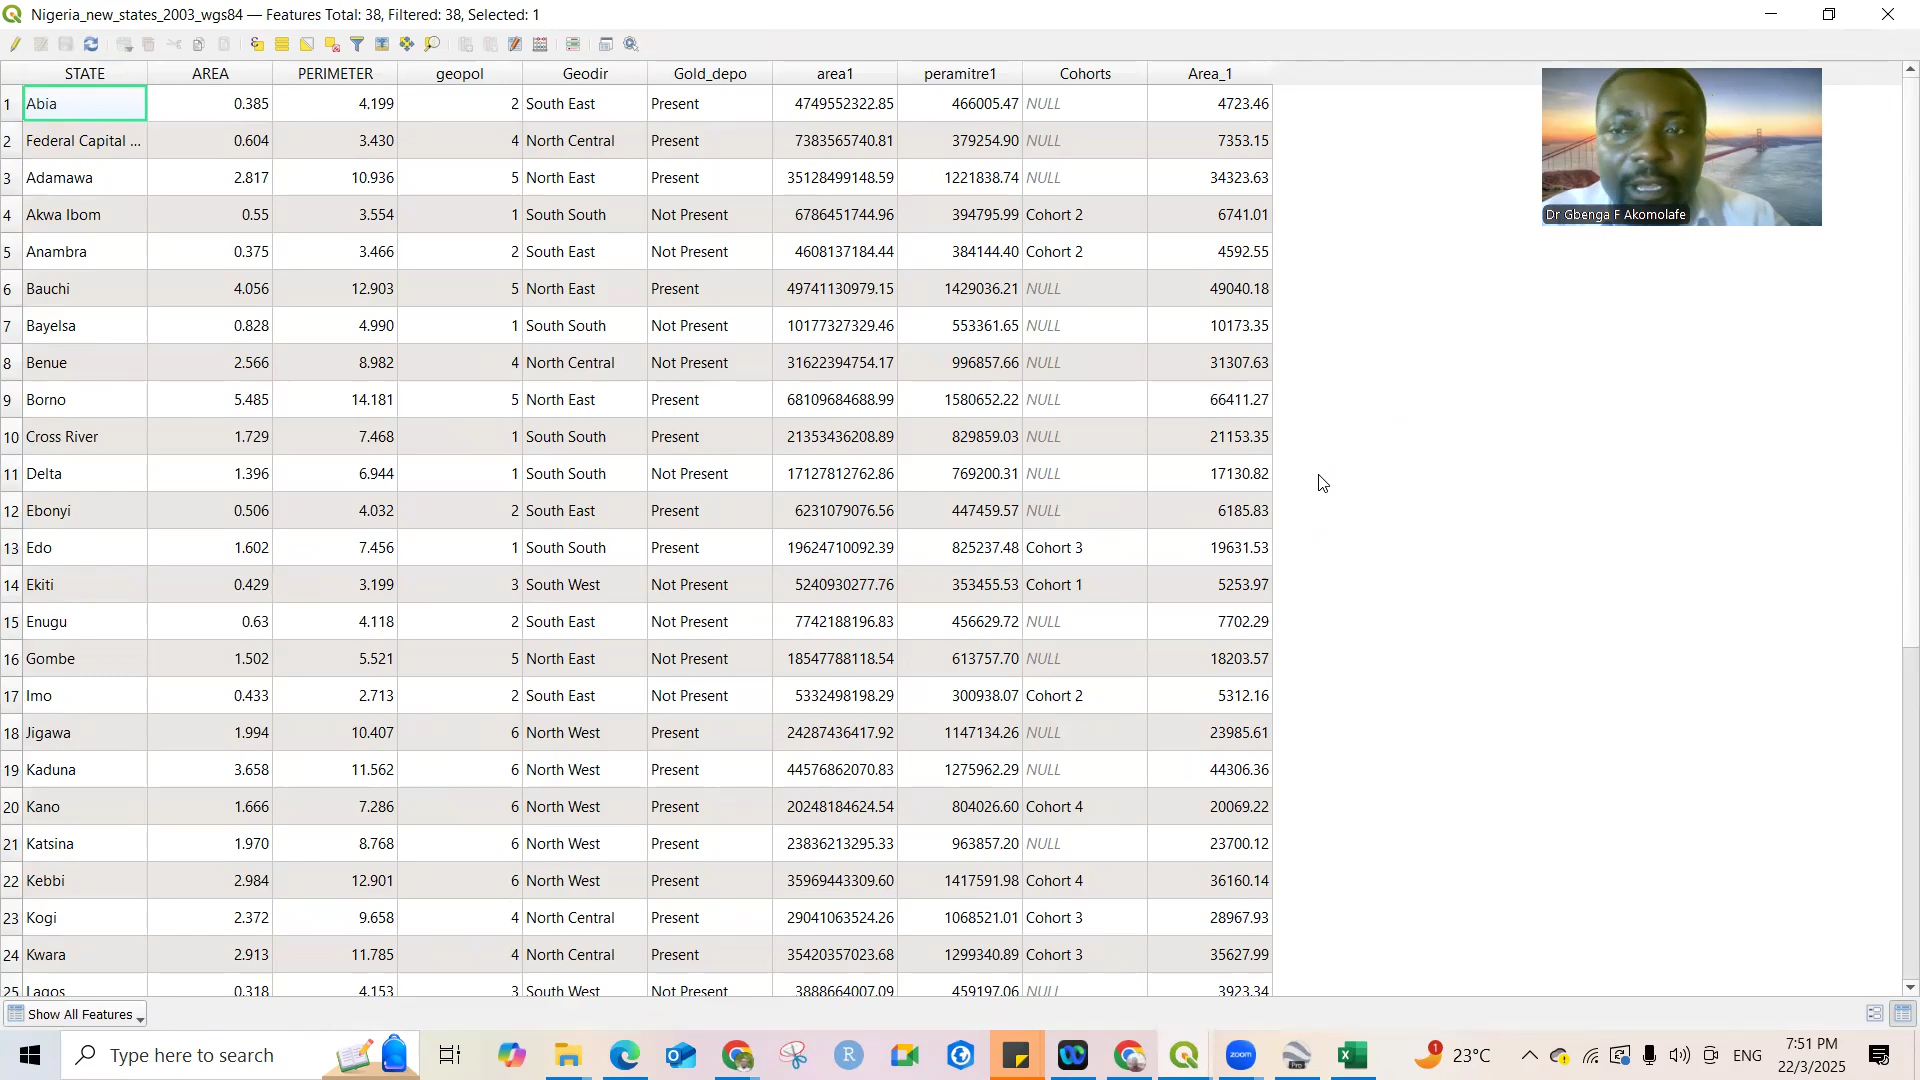 Nigeria_new_states_2003_wgs84 — Features Total: 38, Filtered: 38, Selected: 1
STATE AREA PERIMETER geopol Geodir Gold_depo area1 peramitre1 Cohorts Area_1
1 Abia 0.385 4.199 2 South East Present 4749552322.85 466005.47 NULL 4723.46
2 Federal Capital ... 0.604 3.430 4 North Central Present 7383565740.81 379254.90 NULL 7353.15
3 Adamawa 2.817 10.936 5 North East Present 35128499148.59 1221838.74 NULL 34323.63
4 Akwa Ibom 0.55 3.554 1 South South Not Present 6786451744.96 394795.99 Cohort 2 6741.01
5 Anambra 0.375 3.466 2 South East Not Present 4608137184.44 384144.40 Cohort 2 4592.55
6 Bauchi 4.056 12.903 5 North East Present 49741130979.15 1429036.21 NULL 49040.18
7 Bayelsa 0.828 4.990 1 South South Not Present 10177327329.46 553361.65 NULL 10173.35
8 Benue 2.566 8.982 4 North Central Not Present 31622394754.17 996857.66 NULL 31307.63
9 Borno 5.485 14.181 5 North East Present 68109684688.99 1580652.22 NULL 66411.27
10 Cross River 1.729 7.468 1 South South Present 21353436208.89 829859.03 NULL 21153.35
11 Delta 1.396 6.944 1 South South Not Present 17127812762.86 769200.31 NULL 17130.82
12 Ebonyi 0.506 4.032 2 South East Present 6231079076.56 447459.57 NULL 6185.83
13 Edo 1.602 7.456 1 South South Present 19624710092.39 825237.48 Cohort 3 19631.53
14 Ekiti 0.429 3.199 3 South West Not Present 5240930277.76 353455.53 Cohort 1 5253.97
15 Enugu 0.63 4.118 2 South East Not Present 7742188196.83 456629.72 NULL 7702.29
16 Gombe 1.502 5.521 5 North East Not Present 18547788118.54 613757.70 NULL 18203.57
17 Imo 0.433 2.713 2 South East Not Present 5332498198.29 300938.07 Cohort 2 5312.16
18 Jigawa 1.994 10.407 6 North West Present 24287436417.92 1147134.26 NULL 23985.61
19 Kaduna 3.658 11.562 6 North West Present 44576862070.83 1275962.29 NULL 44306.36
20 Kano 1.666 7.286 6 North West Present 20248184624.54 804026.60 Cohort 4 20069.22
21 Katsina 1.970 8.768 6 North West Present 23836213295.33 963857.20 NULL 23700.12
22 Kebbi 2.984 12.901 6 North West Present 35969443309.60 1417591.98 Cohort 4 36160.14
23 Kogi 2.372 9.658 4 North Central Present 29041063524.26 1068521.01 Cohort 3 28967.93
24 Kwara 2.913 11.785 4 North Central Present 35420357023.68 1299340.89 Cohort 3 35627.99
25 Lagos 0.318 4.153 3 South West Not Present 3888664007.09 459197.06 NULL 3923.34
Dr Gbenga F Akomolafe
Show All Features
Type here to search
R
zoom
Pro
1
23°C
ENG
7:51 PM
22/3/2025